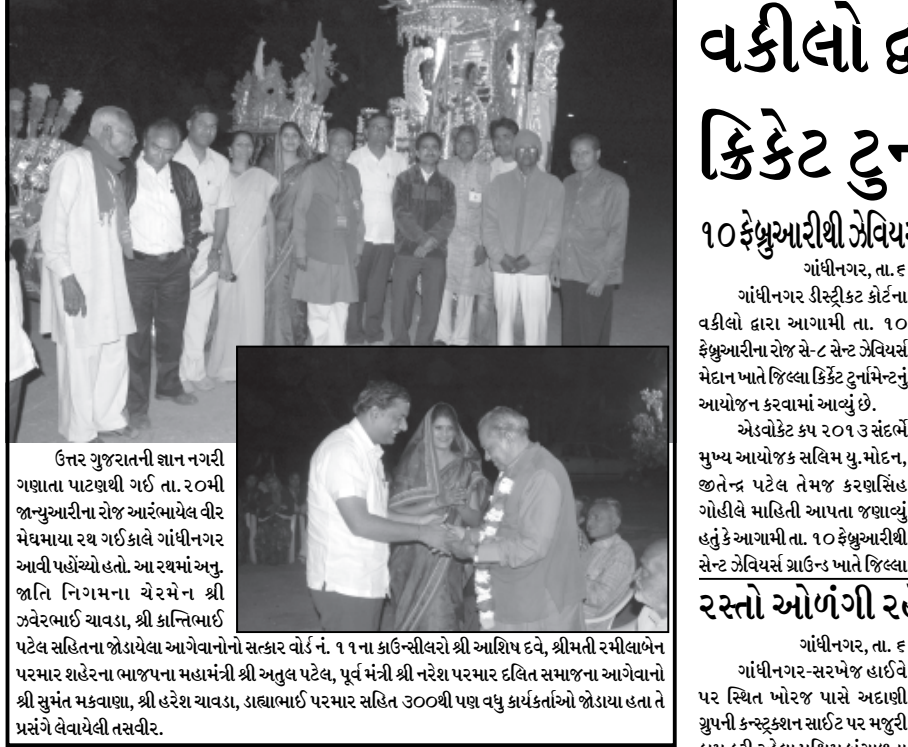 ઉત્તર ગુજરાતની જ્ઞાન નગરી
ગણાતા પાટણથી ગઈ તા. ૨૦મી
જાન્યુઆરીના રોજ આરંભાયેલ વીર
મેઘમાયા રથ ગઈકાલે ગાંધીનગર
આવી પહોંચ્યો હતો. આ રથમાં અનુ.
જાતિ નિગમના ચેરમેન શ્રી
ઝવેરભાઈ ચાવડા, શ્રી કાન્તિભાઈ
પટેલ સહિતના જોડાયેલા આગેવાનોનો સત્કાર વોર્ડ નં. ૧૧ના કાઉન્સીલરો શ્રી આશિષ દવે, શ્રીમતી રમીલાબેન
પરમાર શહેરના ભાજપના મહામંત્રી શ્રી અતુલ પટેલ, પૂર્વ મંત્રી શ્રી નરેશ પરમાર દલિત સમાજના આગેવાનો
શ્રી સુમંત મકવાણા, શ્રી હરેશ ચાવડા, ડાહ્યાભાઈ પરમાર સહિત ૩૦૦થી પણ વધુ કાર્યકર્તાઓ જોડાયા હતા તે
પ્રસંગે લેવાયેલી તસવીર.
વકીલો
ક્રિકેટ
૧૦ ફેબ્રુઆરીથી
ગાંધીનગર, તા. ૬
ગાંધીનગર ડીસ્ટ્રીકટ કોર્ટના
વકીલો દ્વારા આગામી તા. ૧૦
ફેબ્રુઆરીના રોજ સે-૮ સેન્ટ ઝેવિયર્સ
મેદાન ખાતે જિલ્લા કિર્કેટ ટુર્નામેન્ટનું
આયોજન કરવામાં આવ્યું છે.
એડવોકેટ કપ ૨૦૧૩ સંદર્ભે
મુખ્ય આયોજક સલિમ યુ.મોદન,
જીતેન્દ્ર પટેલ તેમજ કરણસિંહ
ગોહીલે માહિતી આપતા જણાવ્યું
હતું કે આગામી તા. ૧૦ ફેબ્રુઆરીથી
સેન્ટ ઝેવિયર્સ ગ્રાઉન્ડ ખાતે જિલ્લા
રસ્તો ઓળંગી
ગાંધીનગર, તા. ૬
ગાંધીનગર-સરખેજ હાઈવે
પર સ્થિત ખોરજ પાસે અદાણી
ગ્રુપની કન્સ્ટ્રકશન સાઈટ પર મજુરી